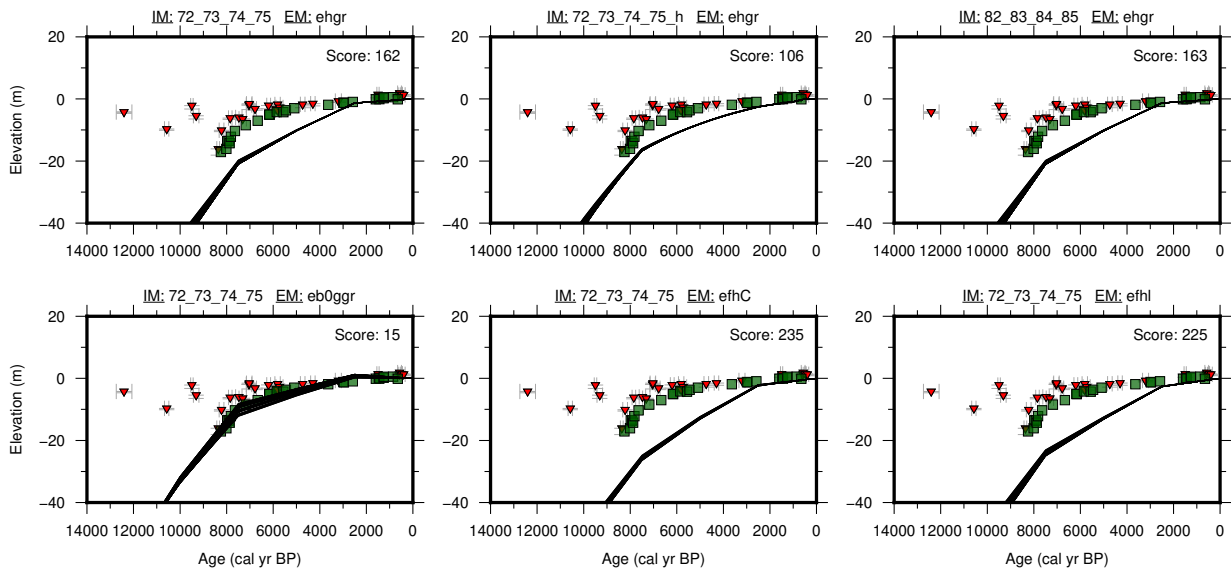 IM: 72_73_74_75 EM: ehgr
IM: 72_73_74_75_h EM: ehgr
IM: 82_83_84_85 EM: ehgr
Score: 162
Score: 106
Score: 163
Elevation (m)
20
0
−20
−40
14000 12000 10000 8000 6000 4000 2000 0
14000 12000 10000 8000 6000 4000 2000 0
14000 12000 10000 8000 6000 4000 2000 0
20
0
−20
−40
20
0
−20
−40
IM: 72_73_74_75 EM: eb0ggr
IM: 72_73_74_75 EM: efhC
IM: 72_73_74_75 EM: efhl
Score: 15
Score: 235
Score: 225
Elevation (m)
20
0
−20
−40
20
0
−20
−40
20
0
−20
−40
14000 12000 10000 8000 6000 4000 2000 0
14000 12000 10000 8000 6000 4000 2000 0
14000 12000 10000 8000 6000 4000 2000 0
Age (cal yr BP)
Age (cal yr BP)
Age (cal yr BP)